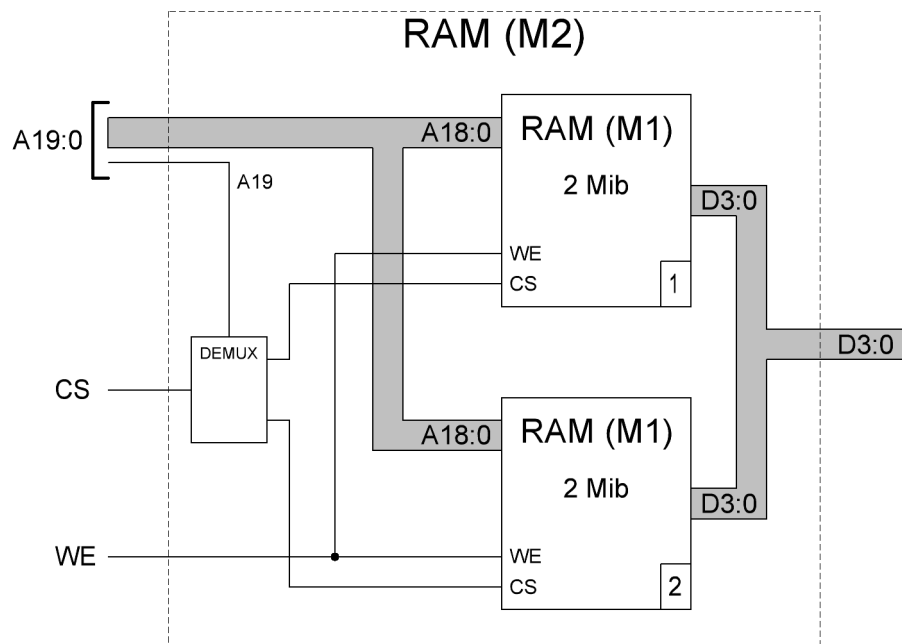 RAM (M2)
A19:0
A18:0
RAM (M1)
2 Mib
D3:0
A19
WE
CS
1
DEMUX
D3:0
CS
A18:0
RAM (M1)
2 Mib
D3:0
WE
WE
CS
2